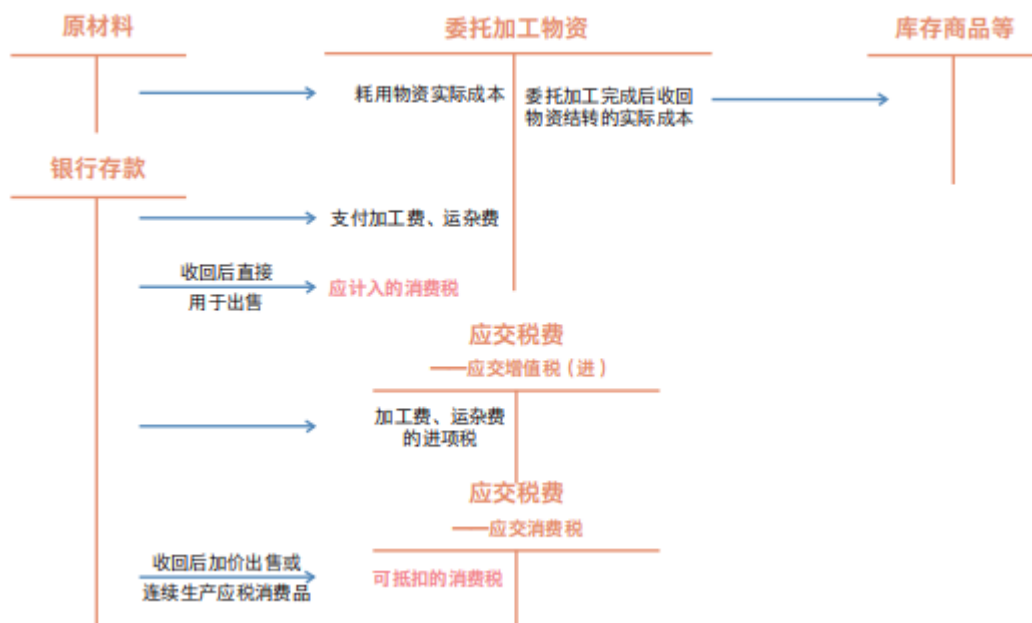 原材料
委托加工物资
库存商品等
耗用物资实际成本
委托加工完成后收回
物资结转的实际成本
银行存款
支付加工费、运杂费
收回后直接
用于出售
应计入的消费税
应交税费
——应交增值税(进)
加工费、运杂费
的进项税
应交税费
——应交消费税
收回后加价出售或
连续生产应税消费品
可抵扣的消费税